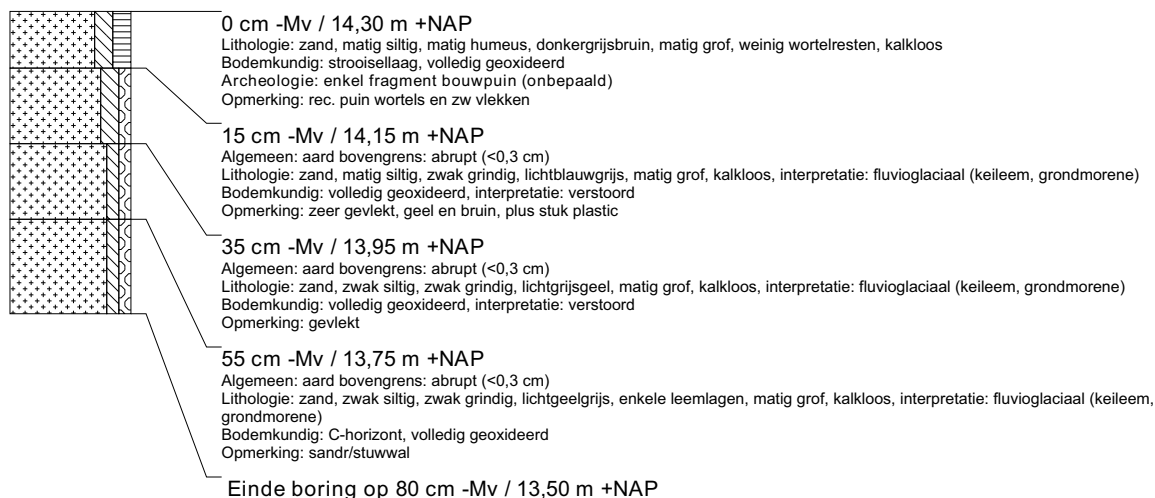 0 cm -Mv / 14,30 m +NAP
Lithologie: zand, matig siltig, matig humeus, donkergrijsbruin, matig grof, weinig wortelresten, kalkloos
Bodemkundig: strooisellaag, volledig geoxideerd
Archeologie: enkel fragment bouwpuin (onbepaald)
Opmerking: rec. puin wortels en zw vlekken
15 cm -Mv / 14,15 m +NAP
Algemeen: aard bovengrens: abrupt (<0,3 cm)
Lithologie: zand, matig siltig, zwak grindig, lichtblauwgrijs, matig grof, kalkloos, interpretatie: fluvioglaciaal (keileem, grondmorene)
Bodemkundig: volledig geoxideerd, interpretatie: verstoord
Opmerking: zeer gevlekt, geel en bruin, plus stuk plastic
35 cm -Mv / 13,95 m +NAP
Algemeen: aard bovengrens: abrupt (<0,3 cm)
Lithologie: zand, zwak siltig, zwak grindig, lichtgrijsgeel, matig grof, kalkloos, interpretatie: fluvioglaciaal (keileem, grondmorene)
Bodemkundig: volledig geoxideerd, interpretatie: verstoord
Opmerking: gevlekt
55 cm -Mv / 13,75 m +NAP
Algemeen: aard bovengrens: abrupt (<0,3 cm)
Lithologie: zand, zwak siltig, zwak grindig, lichtgeelgrijs, enkele leemlagen, matig grof, kalkloos, interpretatie: fluvioglaciaal (keileem,
grondmorene)
Bodemkundig: C-horizont, volledig geoxideerd
Opmerking: sandr/stuwwal
Einde boring op 80 cm -Mv / 13,50 m +NAP